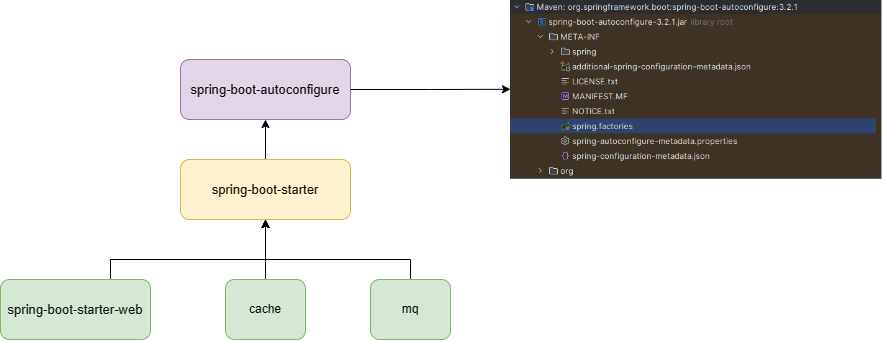 spring-boot-autoconfigure
spring-boot-starter
spring-boot-starter-web
cache
mq
Maven: org.springframework.boot:spring-boot-autoconfigure:3.2.1
spring-boot-autoconfigure-3.2.1.jar library root
META-INF
spring
additional-spring-configuration-metadata.json
LICENSE.txt
MANIFEST.MF
NOTICE.txt
spring.factories
spring-autoconfigure-metadata.properties
spring-configuration-metadata.json
org